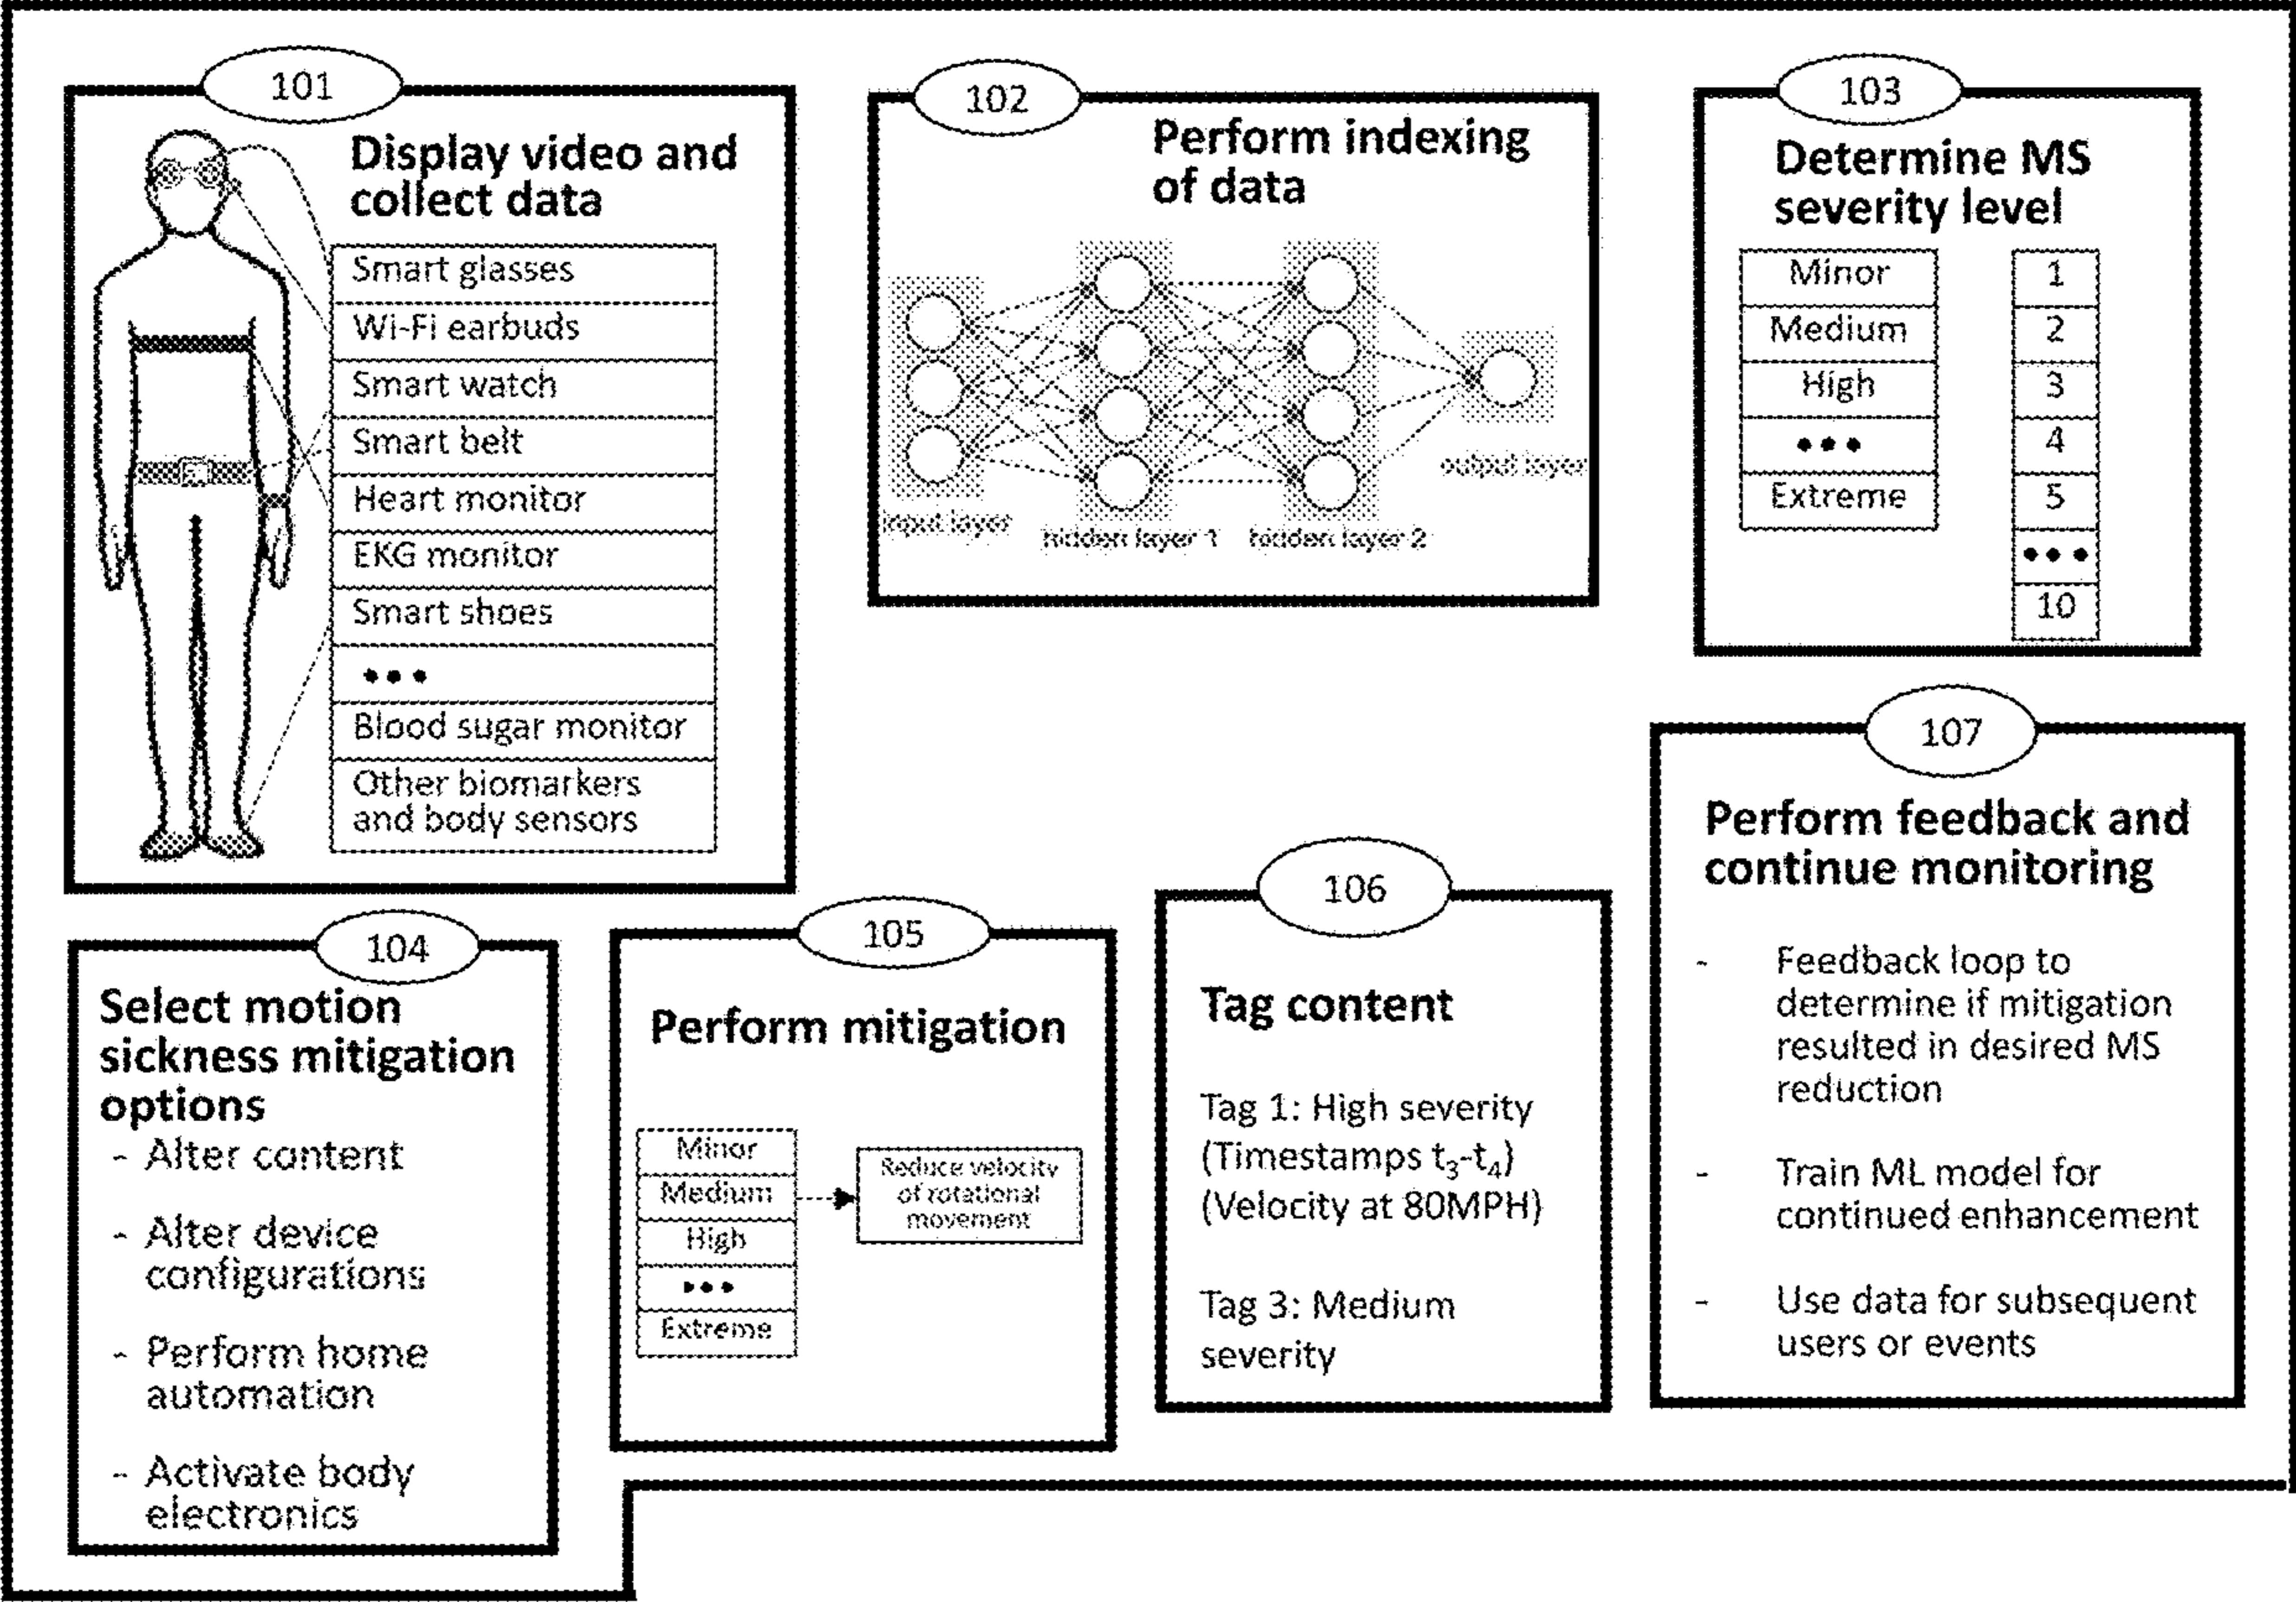 101
Display video and
collect data
Smart glasses
Wi-Fi earbuds
Smart watch
Smart belt
Heart monitor
EKG monitor
Smart shoes
•••
Blood sugar monitor
Other biomarkers
and body sensors
102
Perform indexing
of data
input layer
hidden layer 1
hidden layer 2
output layer
103
Determine MS
severity level
Minor
Medium
High
•••
Extreme
1
2
3
4
5
•••
10
104
Select motion
sickness mitigation
options
- Alter content
- Alter device
configurations
- Perform home
automation
- Activate body
electronics
105
Perform mitigation
Minor
Medium
High
•••
Extreme
Reduce velocity
of rotational
movement
106
Tag content
Tag 1: High severity
(Timestamps t₃-t₄)
(Velocity at 80MPH)
Tag 3: Medium
severity
107
Perform feedback and
continue monitoring
- Feedback loop to
determine if mitigation
resulted in desired MS
reduction
- Train ML model for
continued enhancement
- Use data for subsequent
users or events